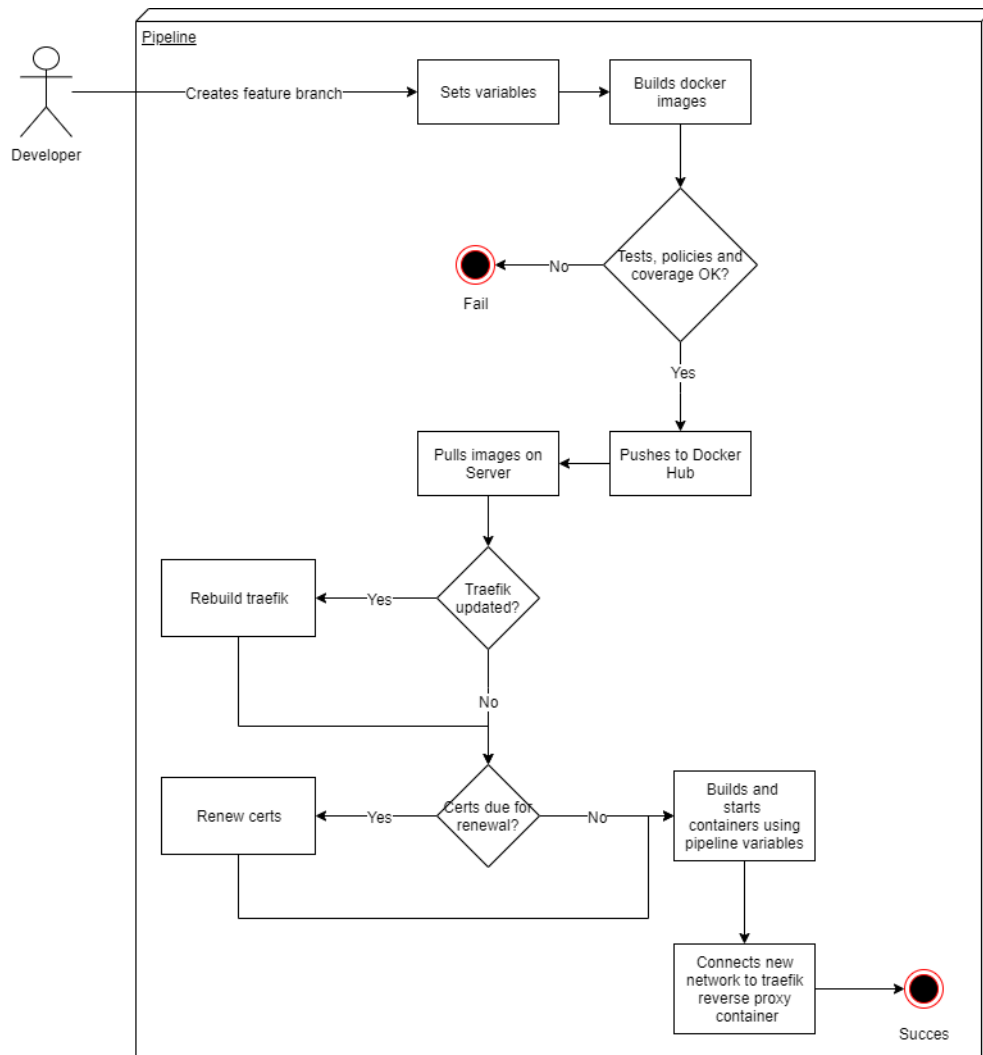 Pipeline
Developer
Creates feature branch
Sets variables
Builds docker
images
Tests, policies and
coverage OK?
No
Fail
Yes
Pushes to Docker
Hub
Pulls images on
Server
Traefik
updated?
Yes
Rebuild traefik
No
Certs due for
renewal?
Yes
Renew certs
No
Builds and
starts
containers using
pipeline variables
Connects new
network to traefik
reverse proxy
container
Succes